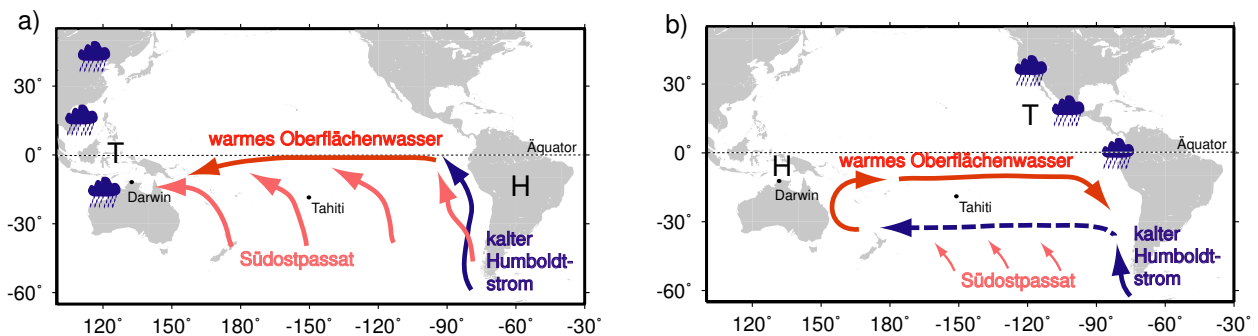 a)
30°
T
warmes Oberflächenwasser
Äquator
0°
H
Darwin
Tahiti
-30°
Südostpassat
kalter
Humboldt-
strom
-60°
120° 150° 180° -150° -120° -90° -60° -30°
b)
30°
T
Äquator
0°
H
warmes Oberflächenwasser
Darwin
Tahiti
-30°
kalter
Humboldt-
strom
Südostpassat
-60°
120° 150° 180° -150° -120° -90° -60° -30°